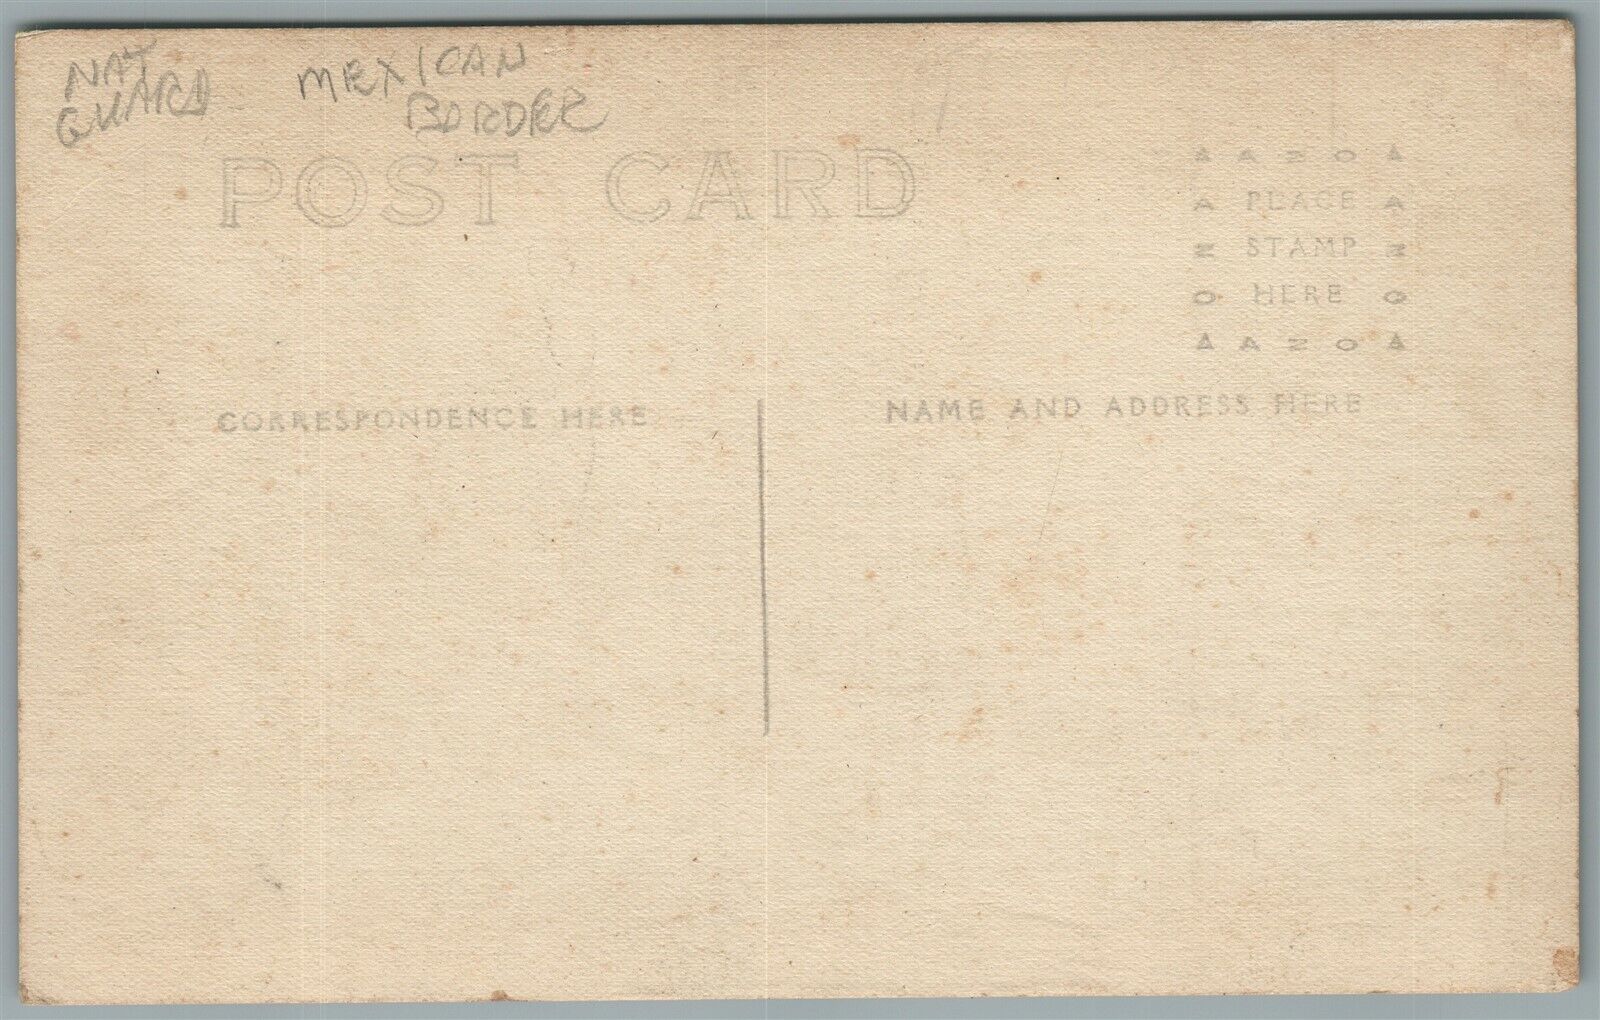 NAT
GUARD
MEXICAN
BORDER
POST CARD
AZO
A PLACE A
Z STAMP Z
O HERE O
AZO
CORRESPONDENCE HERE
NAME AND ADDRESS HERE